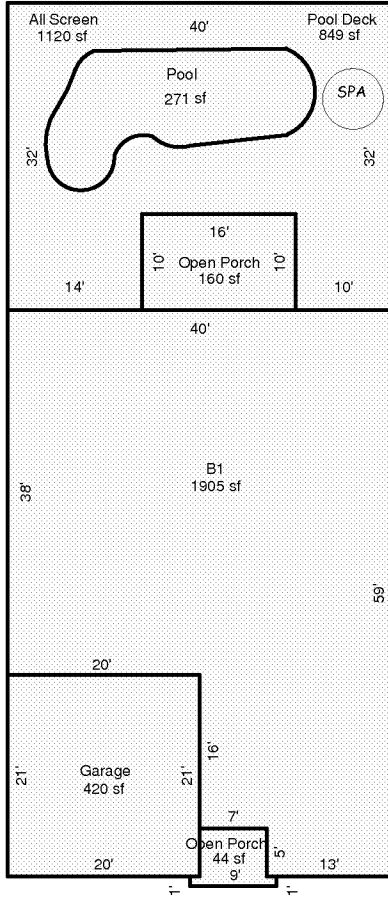 All Screen
1120 sf
40'
Pool Deck
849 sf
Pool
271 sf
SPA
32'
32'
16'
10'
Open Porch
160 sf
10'
14'
10'
40'
B1
1905 sf
38'
59'
20'
16'
21'
Garage
420 sf
21'
7'
Open Porch
44 sf
5'
20'
9'
13'
1'
1'